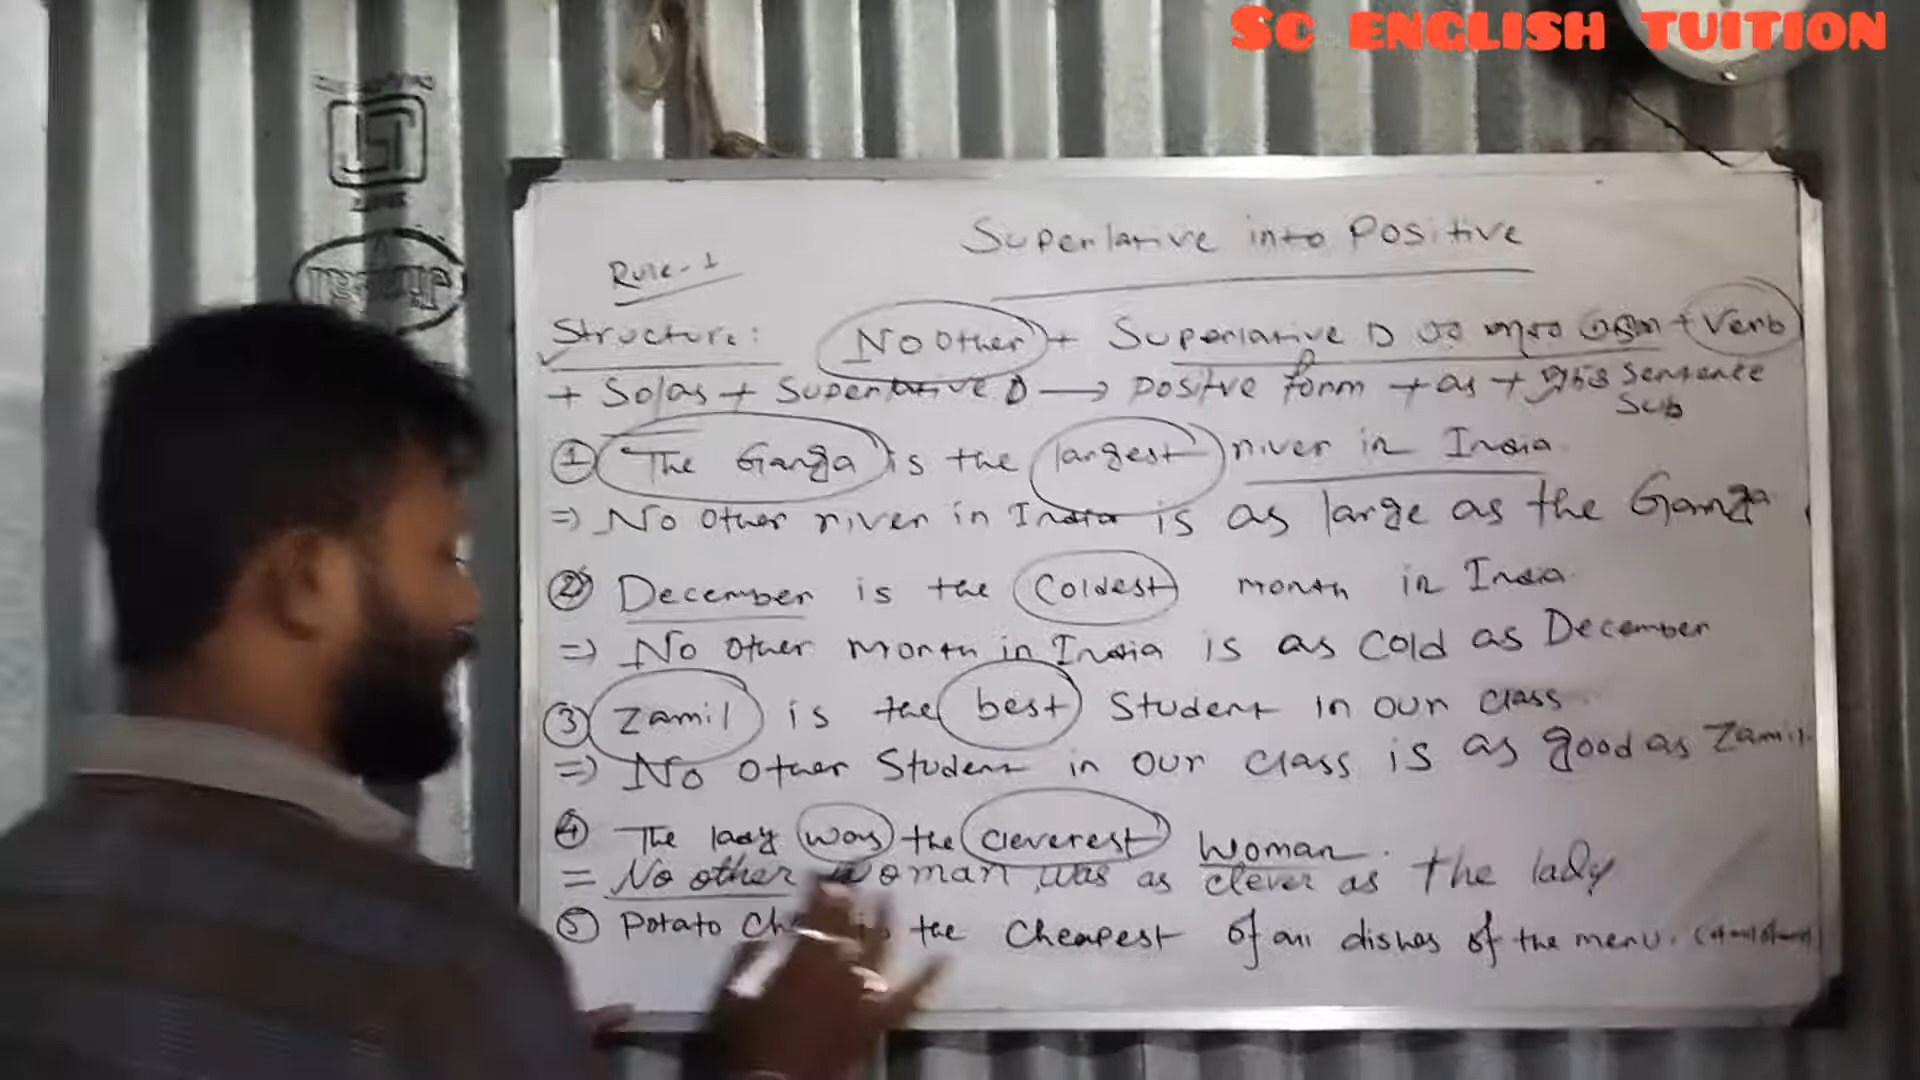 SC ENGLISH TUITION
Superlative into Positive
Rule-1
Structure: No Other + Superlative D এর পরের অংশ + Verb
+ So/as + Superlative D → positive form + as + প্রদত্ত Sentence
Sub
① The Ganga is the largest river in India.
⇒ No other river in India is as large as the Ganga
② December is the Coldest month in India.
⇒ No other month in India is as cold as December
③ Zamil is the best Student in our class.
⇒ No other Student in our class is as good as Zamil.
④ The lady was the cleverest woman.
= No other woman was as clever as the lady
⑤ Potato the cheapest of all dishes of the menu.